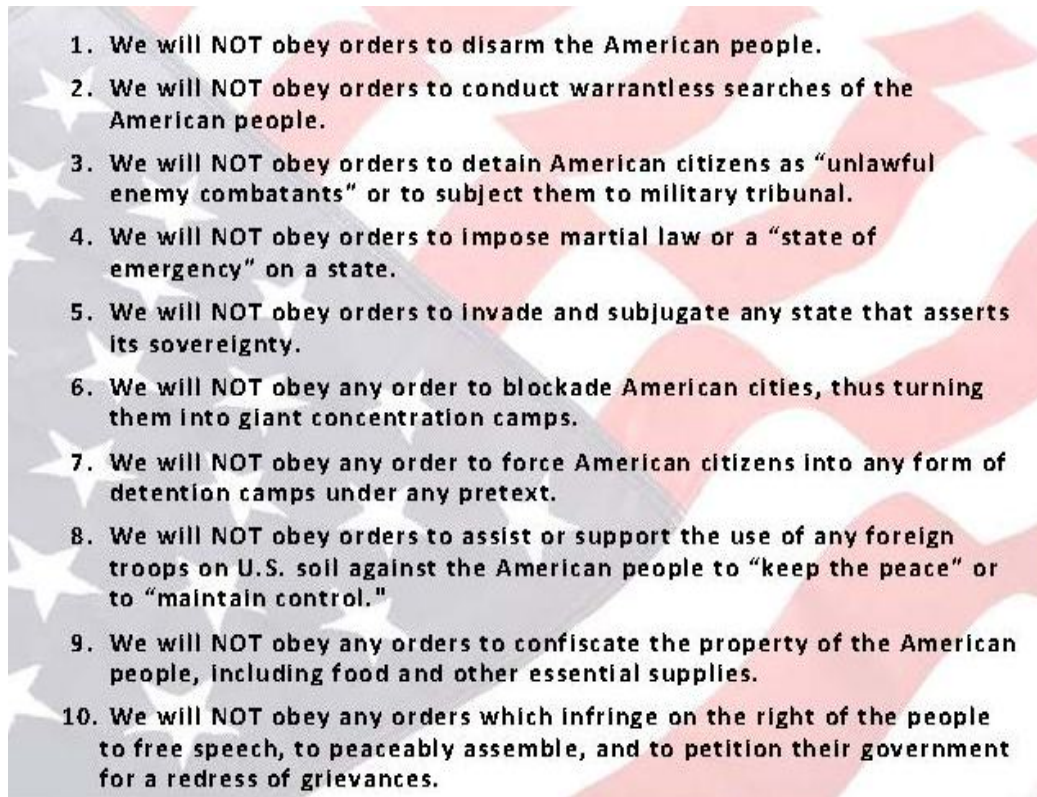 1. We will NOT obey orders to disarm the American people.
2. We will NOT obey orders to conduct warrantless searches of the
American people.
3. We will NOT obey orders to detain American citizens as “unlawful
enemy combatants” or to subject them to military tribunal.
4. We will NOT obey orders to impose martial law or a “state of
emergency” on a state.
5. We will NOT obey orders to invade and subjugate any state that asserts
its sovereignty.
6. We will NOT obey any order to blockade American cities, thus turning
them into giant concentration camps.
7. We will NOT obey any order to force American citizens into any form of
detention camps under any pretext.
8. We will NOT obey orders to assist or support the use of any foreign
troops on U.S. soil against the American people to “keep the peace” or
to “maintain control."
9. We will NOT obey any orders to confiscate the property of the American
people, including food and other essential supplies.
10. We will NOT obey any orders which infringe on the right of the people
to free speech, to peaceably assemble, and to petition their government
for a redress of grievances.